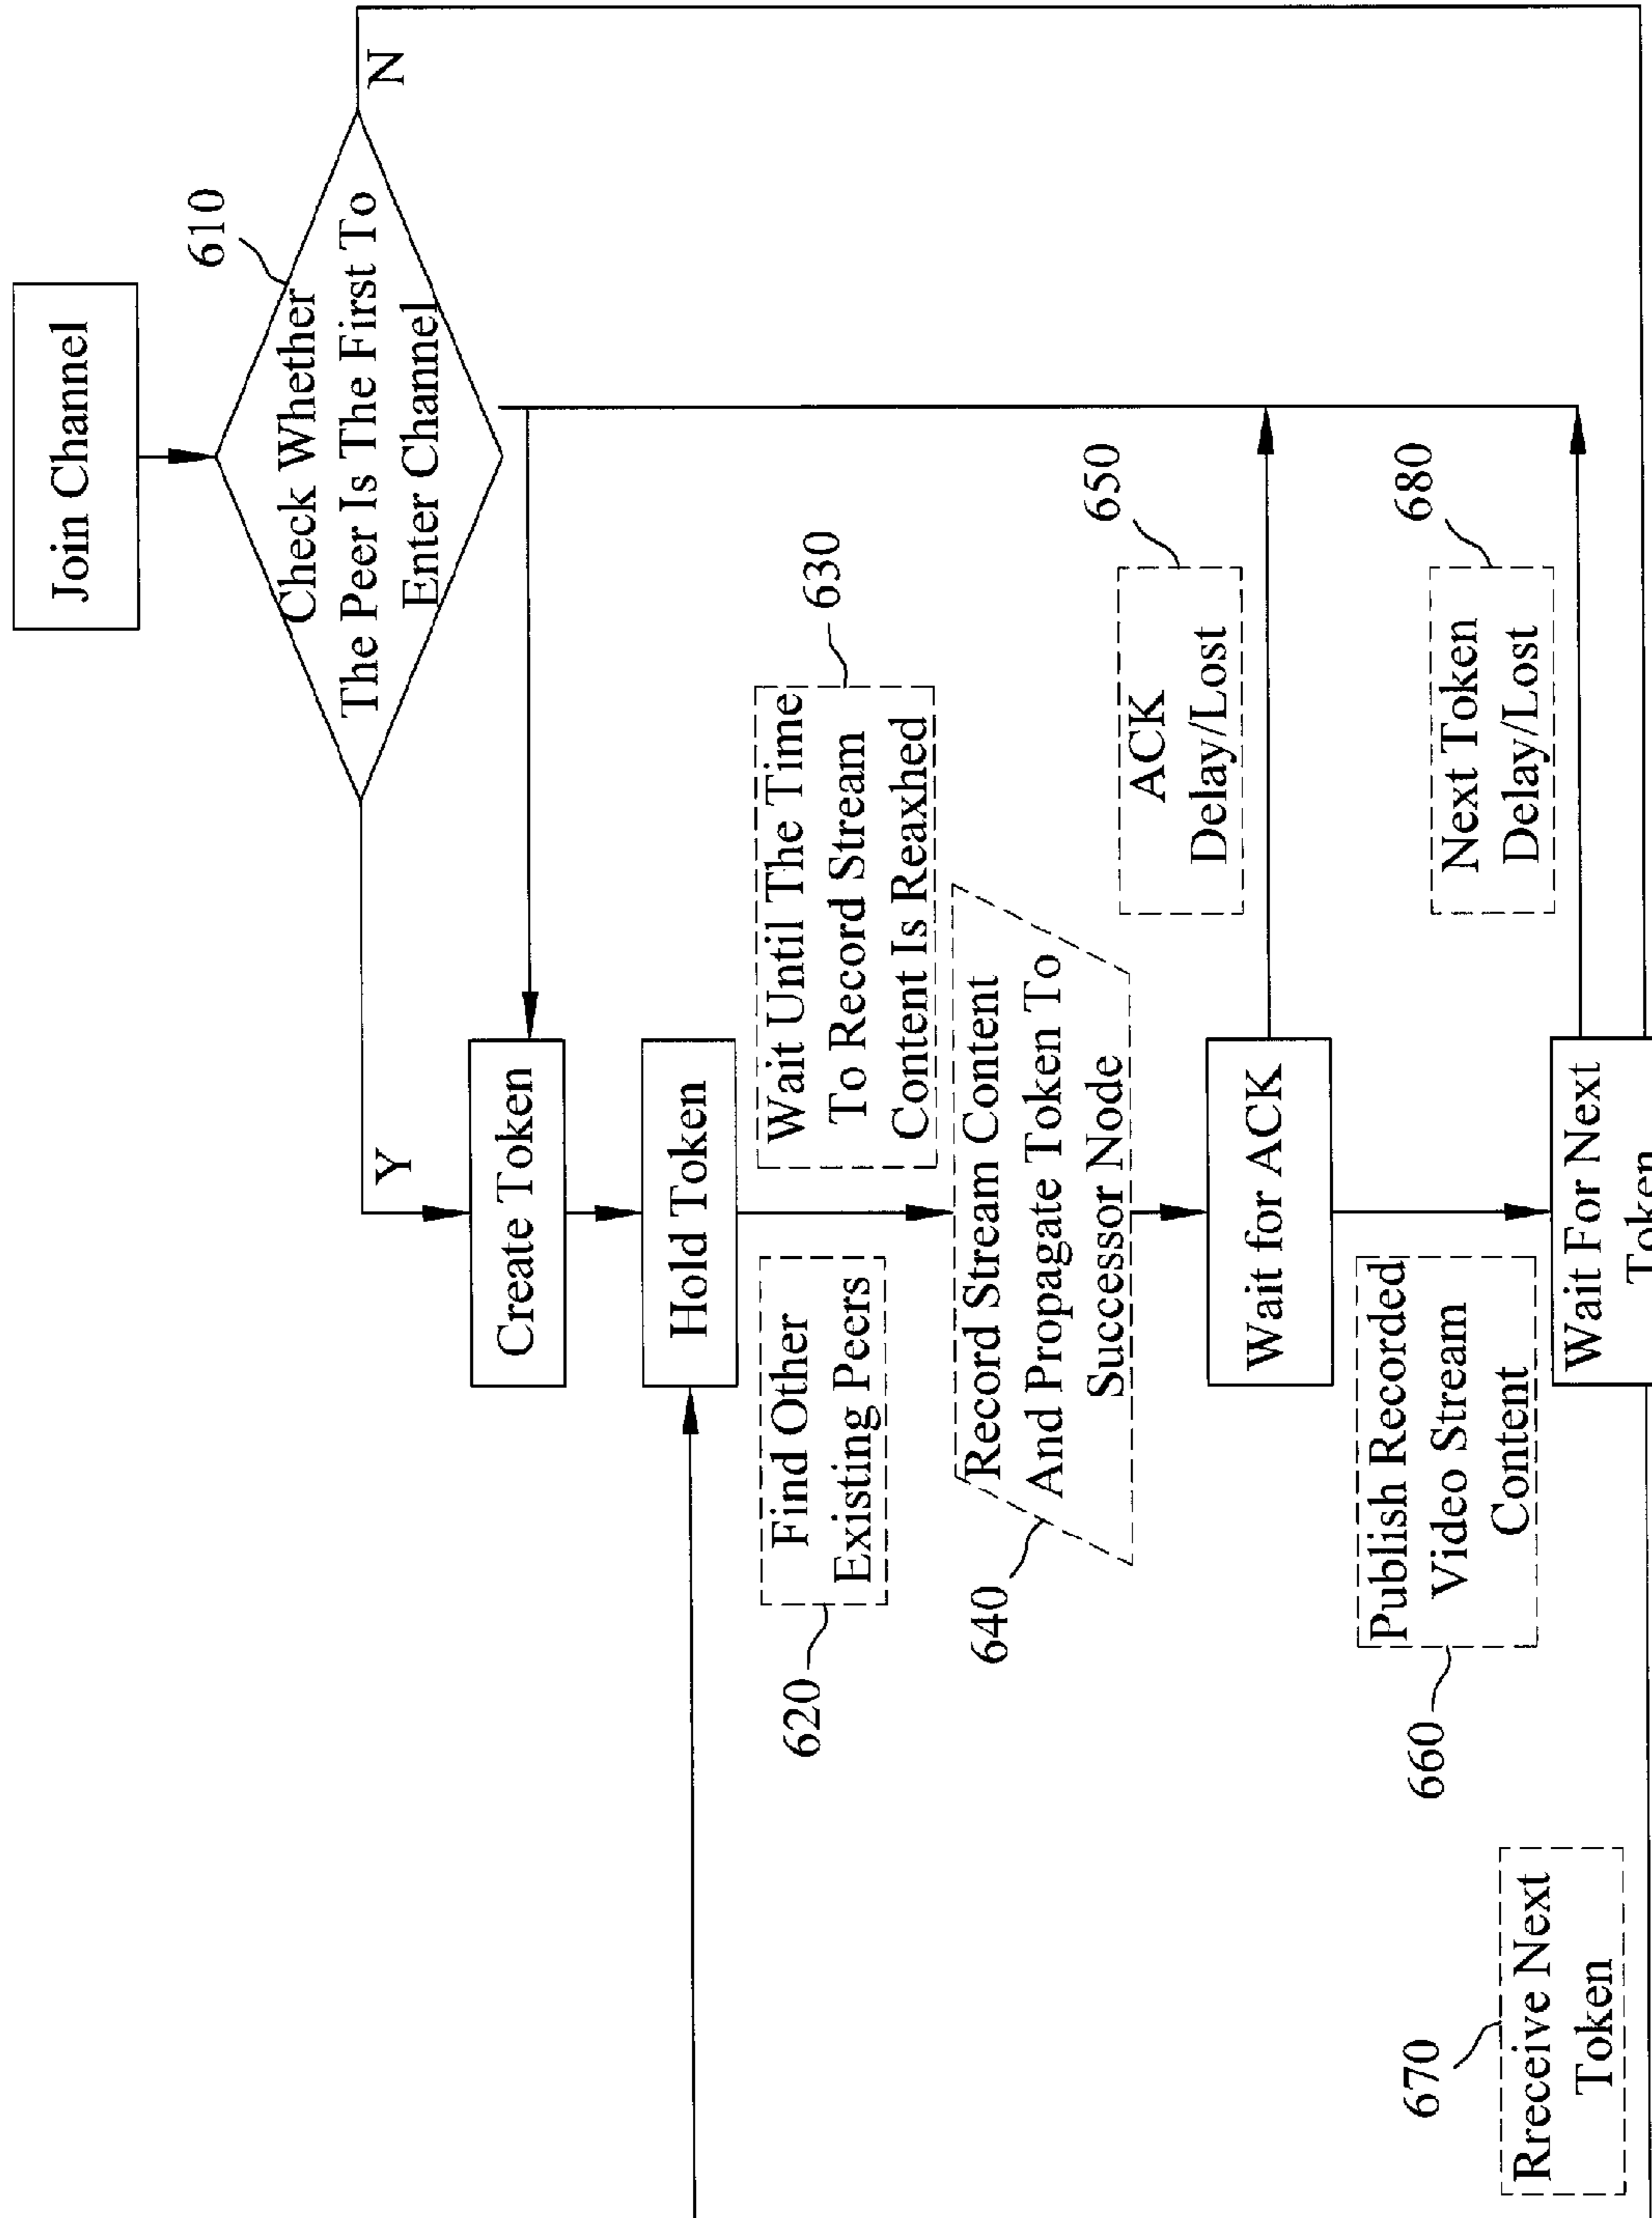 Join Channel
610
Check Whether
The Peer Is The First To
Enter Channel
N
Y
Create Token
Hold Token
630
Wait Until The Time
To Record Stream
Content Is Reaxhed
Find Other
Existing Peers
620
Record Stream Content
And Propagate Token To
Successor Node
640
650
ACK
Delay/Lost
Wait for ACK
680
Next Token
Delay/Lost
Publish Recorded
Video Stream
Content
660
Wait For Next
Token
670
Rreceive Next
Token